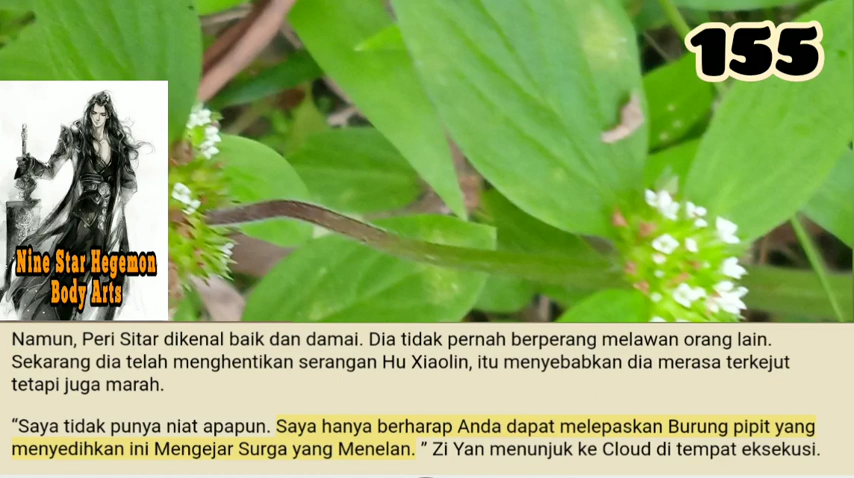 155
Nine Star Hegemon
Body Arts
Namun, Peri Sitar dikenal baik dan damai. Dia tidak pernah berperang melawan orang lain.
Sekarang dia telah menghentikan serangan Hu Xiaolin, itu menyebabkan dia merasa terkejut
tetapi juga marah.
“Saya tidak punya niat apapun. Saya hanya berharap Anda dapat melepaskan Burung pipit yang
menyedihkan ini Mengejar Surga yang Menelan. ” Zi Yan menunjuk ke Cloud di tempat eksekusi.